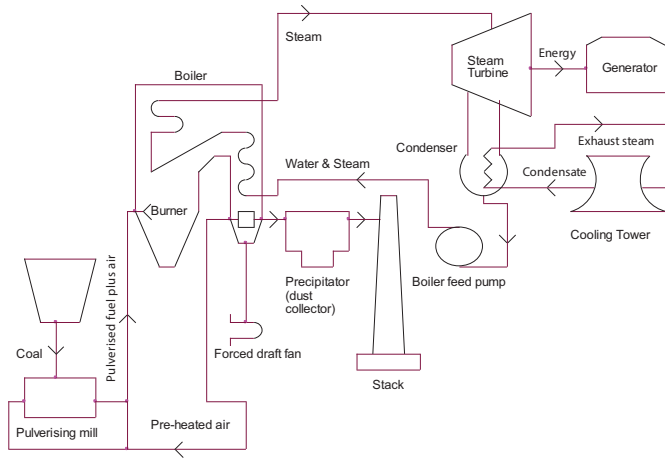 Steam
Steam
Turbine
Energy
Generator
Boiler
Condenser
Exhaust steam
Water & Steam
Condensate
Burner
Cooling Tower
Precipitator
(dust
collector)
Boiler feed pump
Pulverised fuel plus air
Coal
Forced draft fan
Stack
Pre-heated air
Pulverising mill